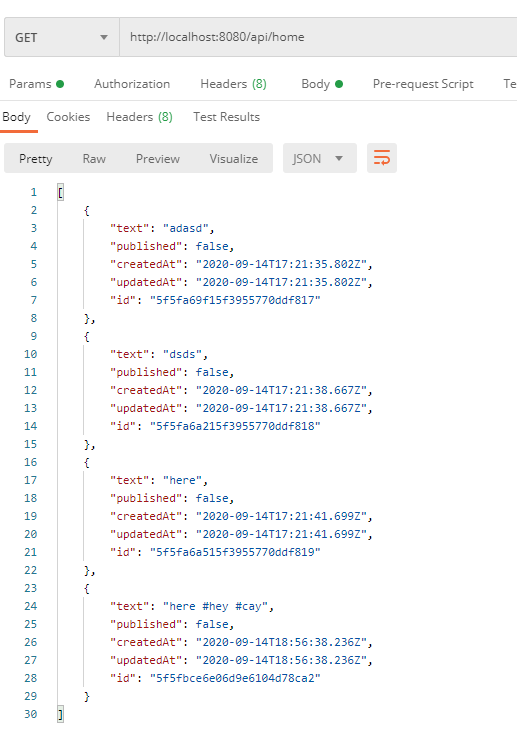 GET http://localhost:8080/api/home
Params Authorization Headers (8) Body Pre-request Script Te
Body Cookies Headers (8) Test Results
Pretty Raw Preview Visualize JSON
1 [
2 {
3 "text": "adasd",
4 "published": false,
5 "createdAt": "2020-09-14T17:21:35.802Z",
6 "updatedAt": "2020-09-14T17:21:35.802Z",
7 "id": "5f5fa69f15f3955770ddf817"
8 },
9 {
10 "text": "dsds",
11 "published": false,
12 "createdAt": "2020-09-14T17:21:38.667Z",
13 "updatedAt": "2020-09-14T17:21:38.667Z",
14 "id": "5f5fa6a215f3955770ddf818"
15 },
16 {
17 "text": "here",
18 "published": false,
19 "createdAt": "2020-09-14T17:21:41.699Z",
20 "updatedAt": "2020-09-14T17:21:41.699Z",
21 "id": "5f5fa6a515f3955770ddf819"
22 },
23 {
24 "text": "here #hey #cay",
25 "published": false,
26 "createdAt": "2020-09-14T18:56:38.236Z",
27 "updatedAt": "2020-09-14T18:56:38.236Z",
28 "id": "5f5fbce6e06d9e6104d78ca2"
29 }
30 ]